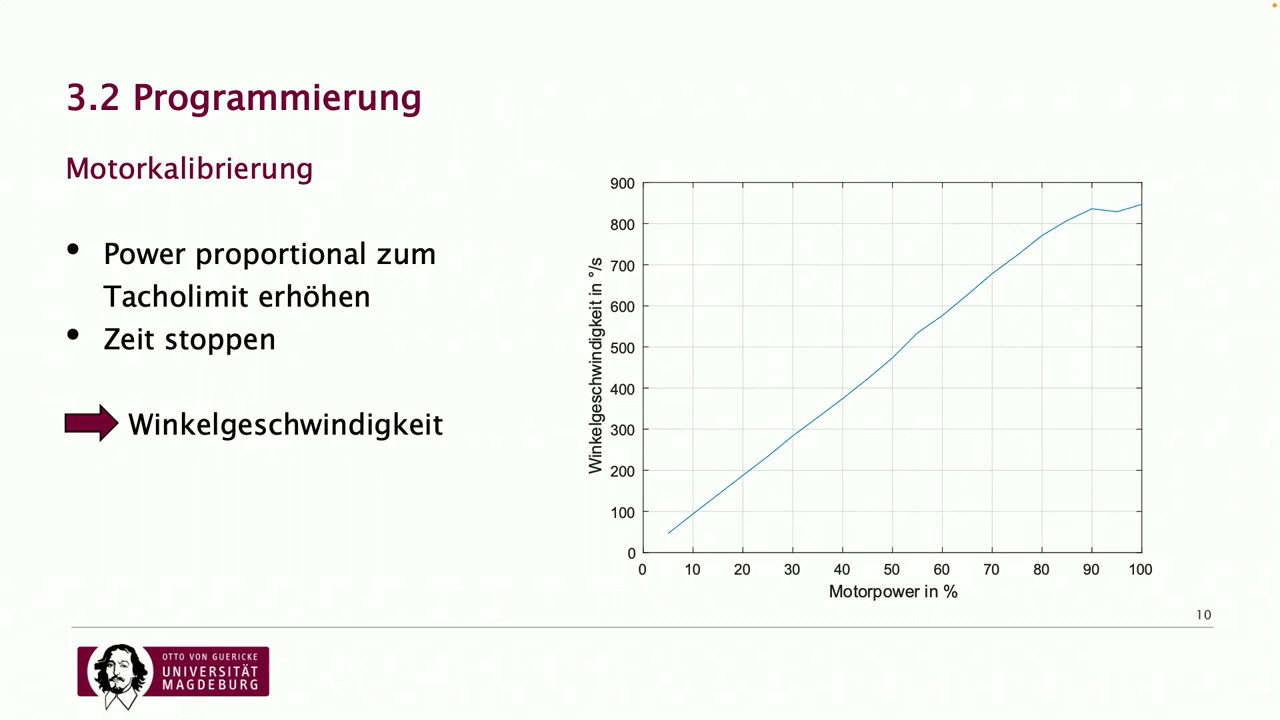 3.2 Programmierung
Motorkalibrierung
• Power proportional zum
Tacholimit erhöhen
• Zeit stoppen
Winkelgeschwindigkeit
900
800
700
600
500
400
300
200
100
0
Winkelgeschwindigkeit in °/s
0 10 20 30 40 50 60 70 80 90 100
Motorpower in %
10
OTTO VON GUERICKE
UNIVERSITÄT
MAGDEBURG